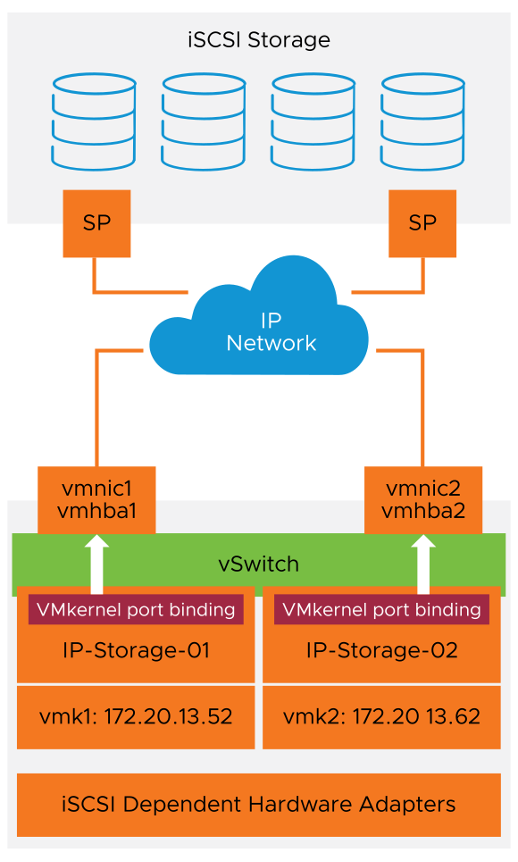 iSCSI Storage
SP
SP
IP
Network
vmnic1
vmhba1
vmnic2
vmhba2
vSwitch
VMkernel port binding
VMkernel port binding
IP-Storage-01
IP-Storage-02
vmk1: 172.20.13.52
vmk2: 172.20 13.62
iSCSI Dependent Hardware Adapters